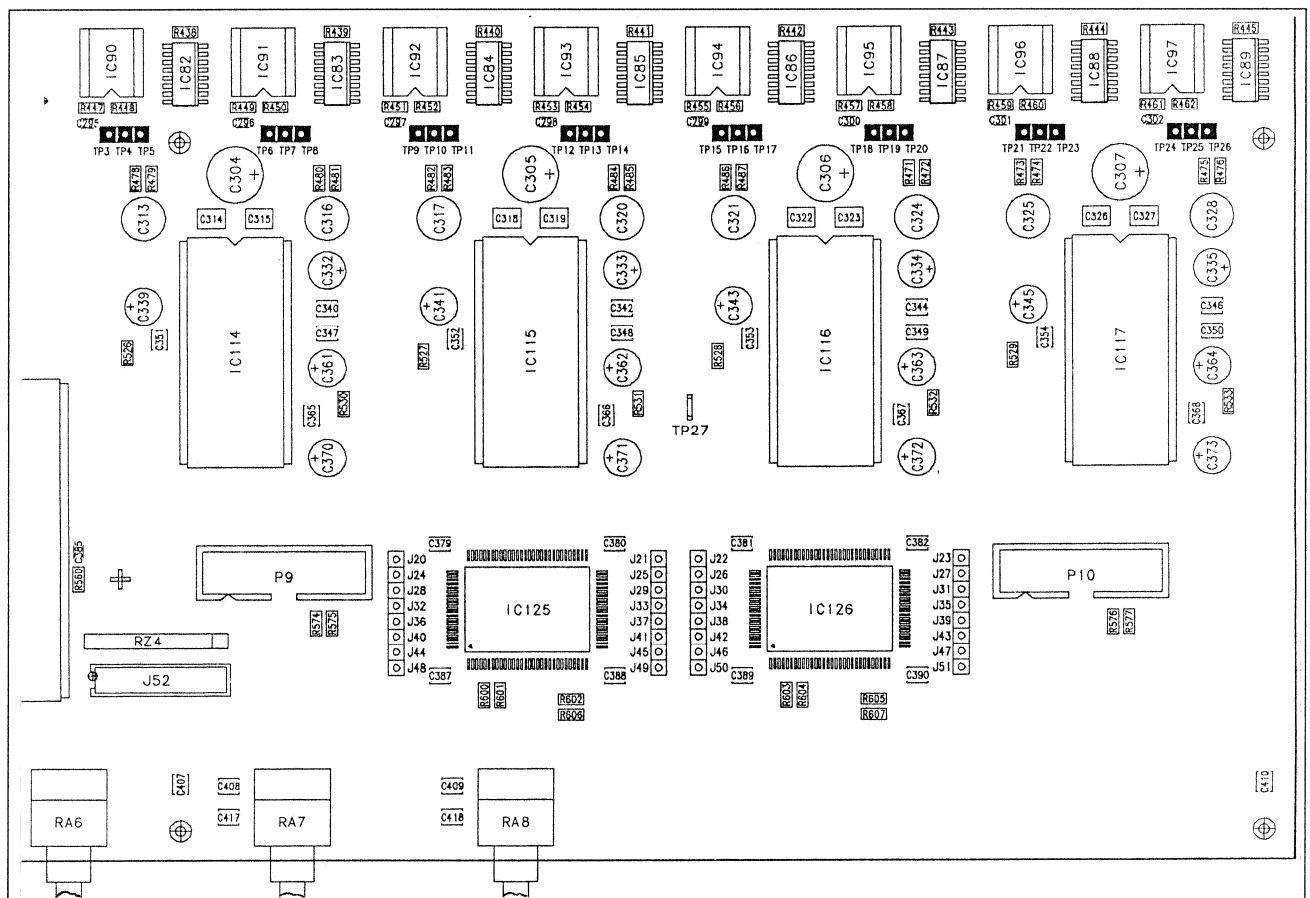 R438 R439 R440 R441 R442 R443 R444 R445
IC90 IC82 IC91 IC83 IC92 IC84 IC93 IC85 IC94 IC86 IC95 IC87 IC96 IC88 IC97 IC89
R447 R448 R449 R450 R451 R452 R453 R454 R455 R456 R457 R458 R459 R460 R461 R462
C295 C296 C297 C298 C299 C300 C301 C302
TP3 TP4 TP5 TP6 TP7 TP8 TP9 TP10 TP11 TP12 TP13 TP14 TP15 TP16 TP17 TP18 TP19 TP20 TP21 TP22 TP23 TP24 TP25 TP26
R478 R479 C304 + R480 R481 R482 R483 C305 + R484 R485 R486 R487 C306 + R471 R472 R473 R474 C307 + R475 R476
C313 C314 C315 C316 C317 C318 C319 C320 C321 C322 C323 C324 C325 C326 C327 C328
C332 + C333 + C334 + C335 +
+ C339 C340 + C341 C342 + C343 C344 + C345 C346
R526 C351 IC114 C347 R527 C352 IC115 C348 R528 C353 IC116 C349 R529 C354 IC117 C350
+ C361 + C362 + C363 + C364
C365 R530 C366 R531 TP27 C367 R532 C368 R533
+ C370 + C371 + C372 + C373
C385 C379 C380 C381 C382
R560 P9 J20 J21 J22 J23 P10
J24 J25 J26 J27
J28 J29 J30 J31
J32 IC125 J33 J34 IC126 J35
R574 R575 J36 J37 J38 J39 R576 R577
RZ4 J40 J41 J42 J43
J44 J45 J46 J47
J52 J48 J49 J50 J51
C387 C388 C389 C390
R600 R601 R602 R603 R604 R605
R606 R607
C407 C408 C409 C410
RA6 C417 RA7 C418 RA8